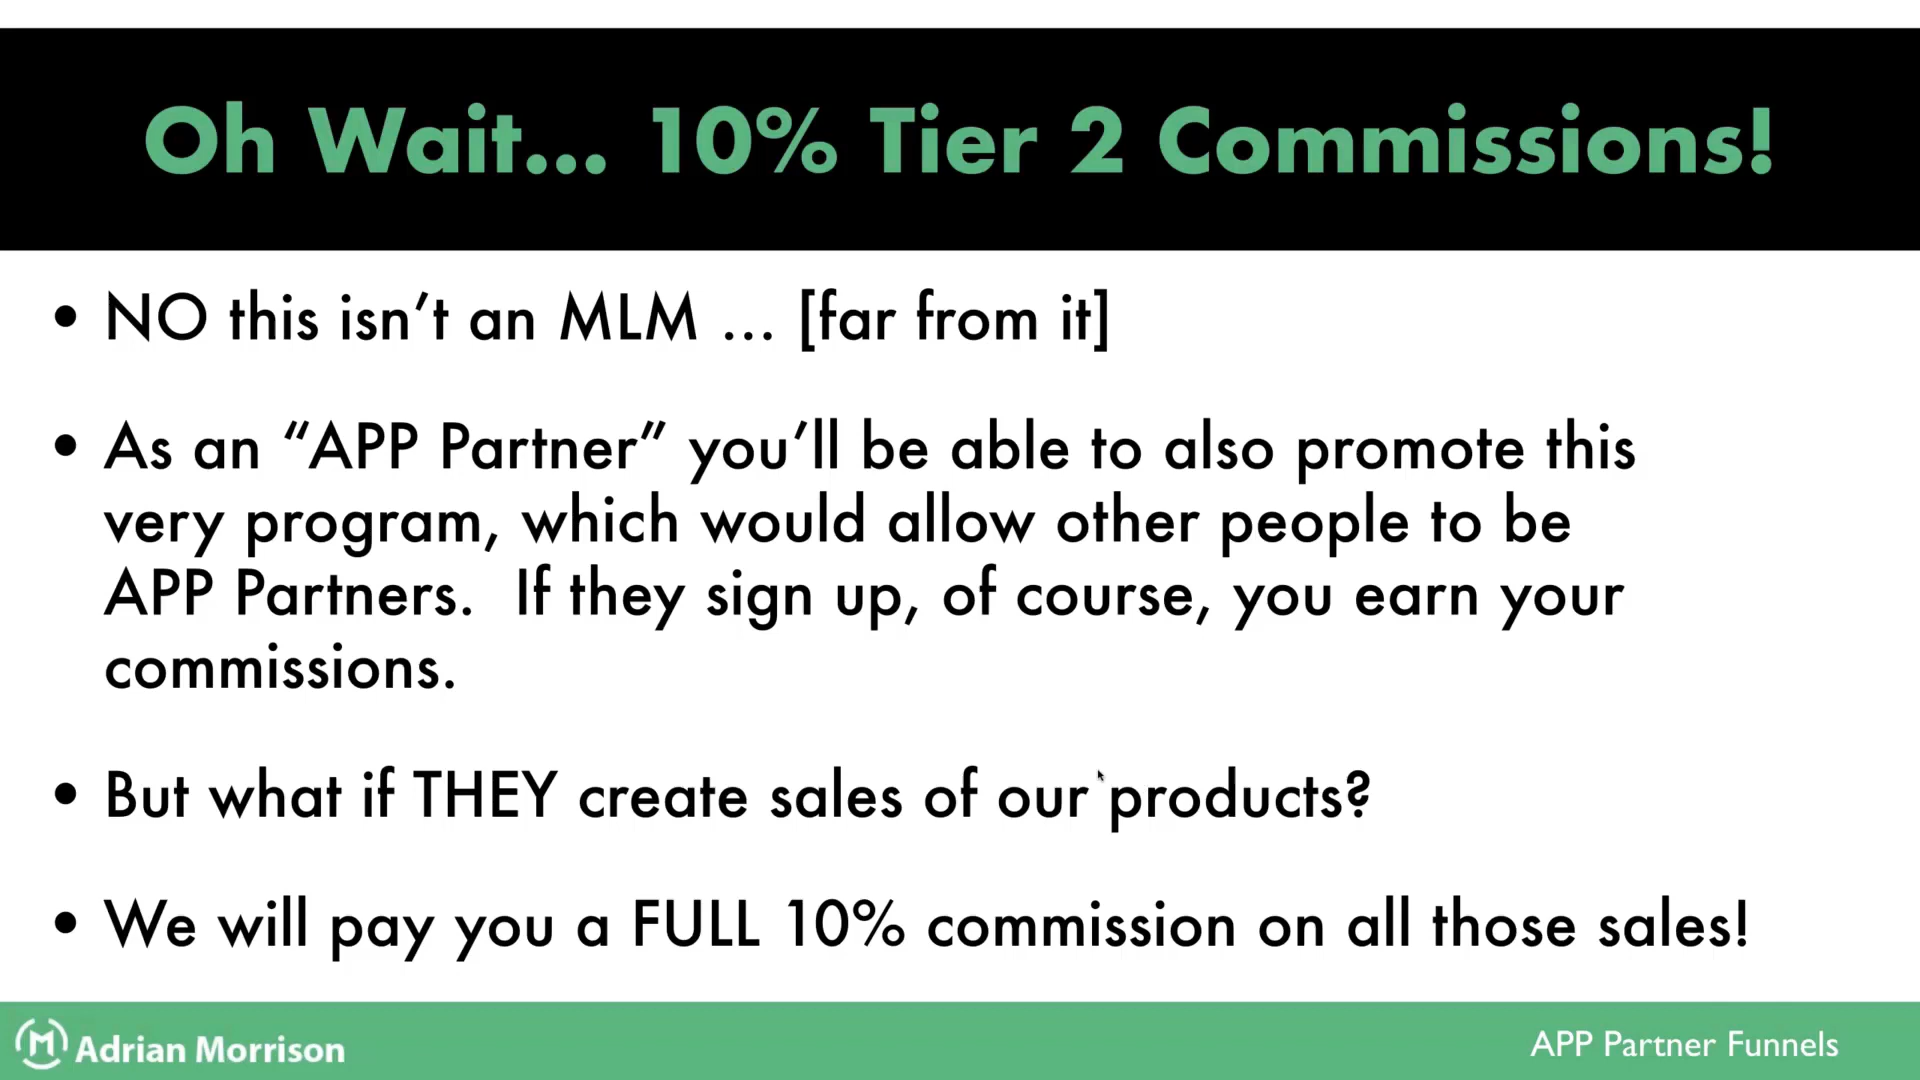 Oh Wait... 10% Tier 2 Commissions!
• NO this isn’t an MLM ... [far from it]
• As an “APP Partner” you’ll be able to also promote this
very program, which would allow other people to be
APP Partners.  If they sign up, of course, you earn your
commissions.
• But what if THEY create sales of our products?
• We will pay you a FULL 10% commission on all those sales!
M Adrian Morrison
APP Partner Funnels